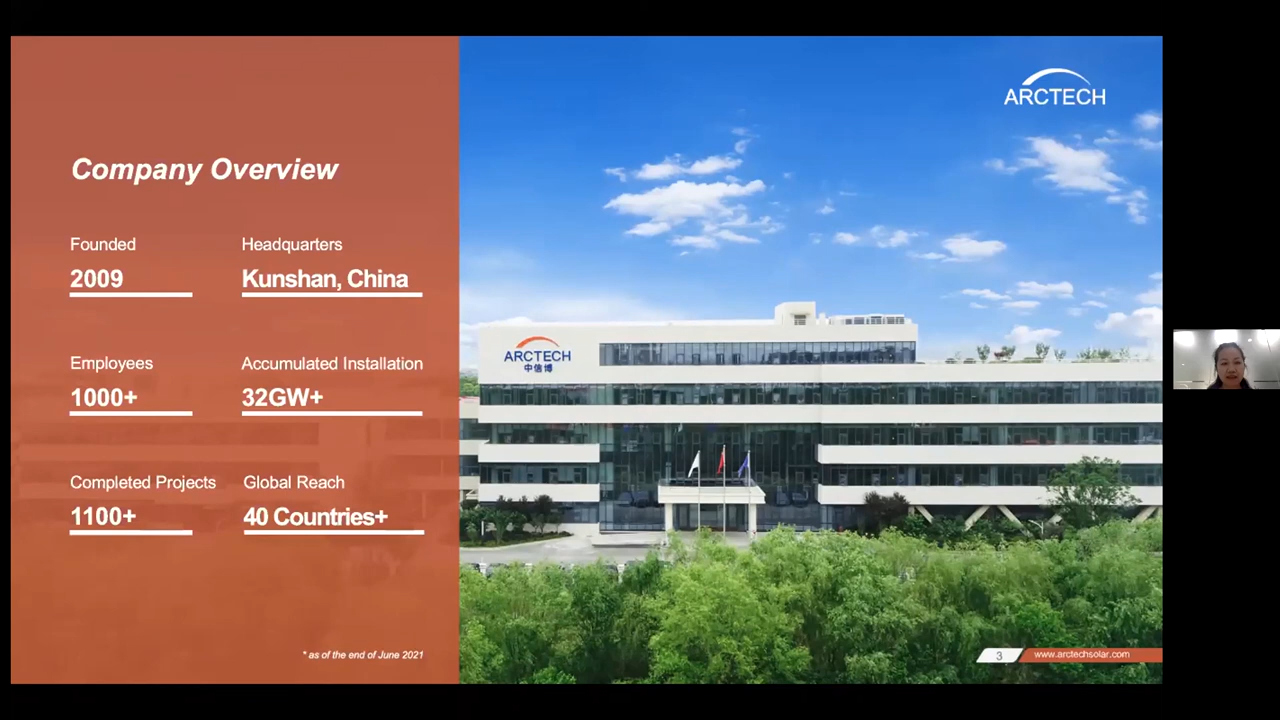 Company Overview
Founded
2009
Headquarters
Kunshan, China
Employees
1000+
Accumulated Installation
32GW+
Completed Projects
1100+
Global Reach
40 Countries+
* as of the end of June 2021
ARCTECH
ARCTECH
中信博
3
www.arctechsolar.com